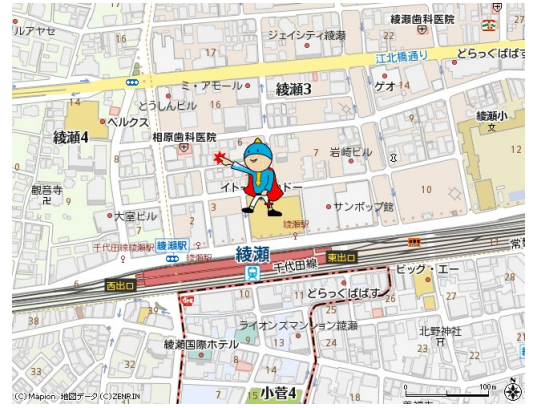 綾瀬歯科医院
ルアヤセ
ジェイシティ綾瀬
江北橋通り
どらっぐぱぱす
ミ・アモール
綾瀬3
ゲオ
とうしんビル
ベルクス
綾瀬小
綾瀬4
相原歯科医院
岩崎ビル
観音寺
イト
ドー
サンポップ館
大室ビル
綾瀬駅
千代田線綾瀬駅
綾瀬駅
綾瀬駅
綾瀬
東出口
千代田線
西出口
ビッグ・エー
どらっぐぱぱす
ライオンズマンション綾瀬
北野神社
綾瀬国際ホテル
小菅4
0 100m
(C)Mapion 地図データ(C)ZENRIN